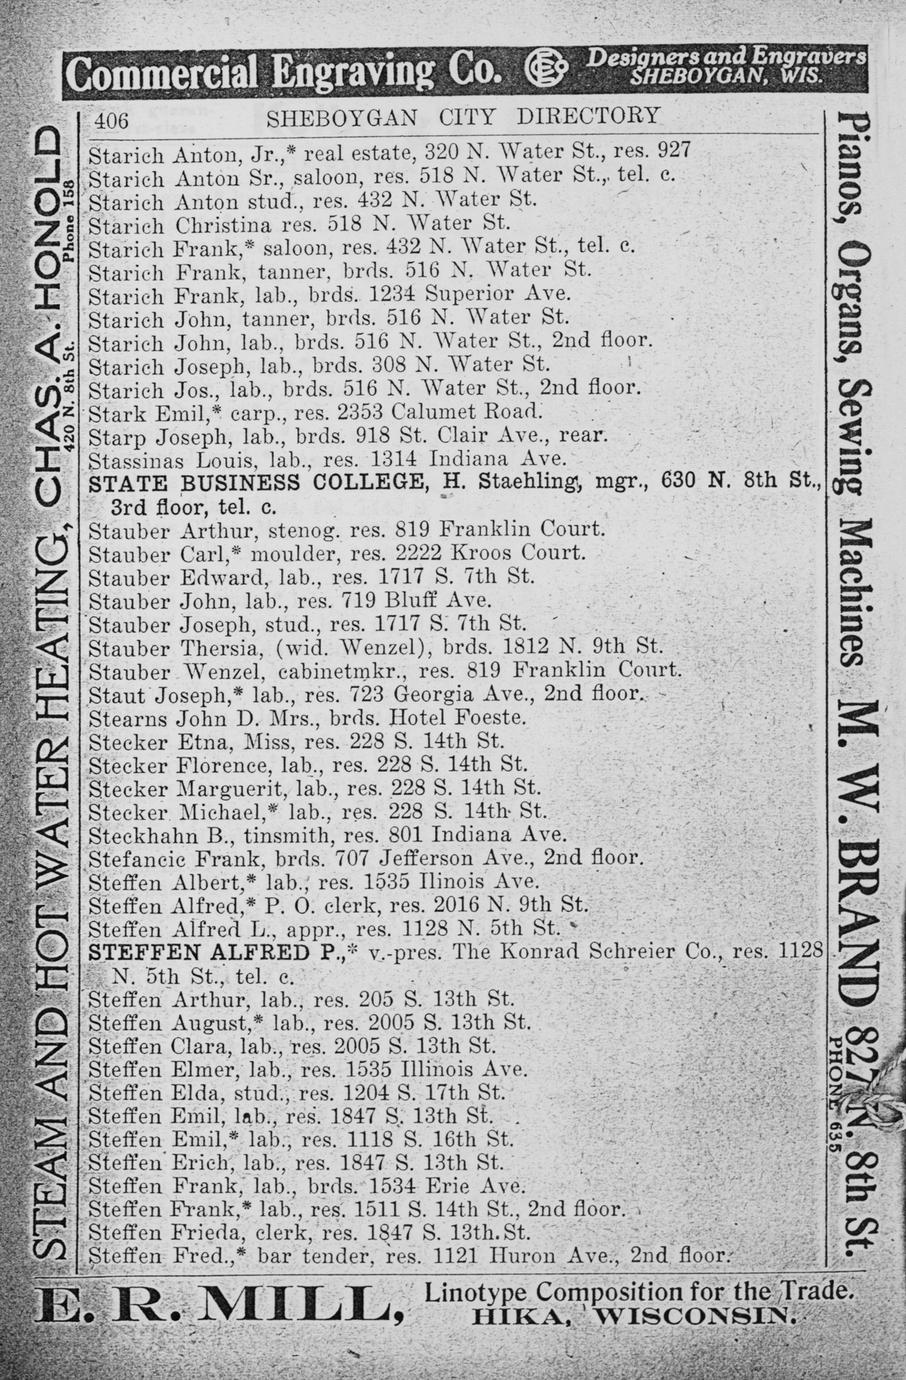 Commercial Engraving Co. CEC Designers and Engravers
SHEBOYGAN, WIS.
406 SHEBOYGAN CITY DIRECTORY
Starich Anton, Jr.,* real estate, 320 N. Water St., res. 927
Starich Anton Sr., saloon, res. 518 N. Water St., tel. c.
Starich Anton stud., res. 432 N. Water St.
Starich Christina res. 518 N. Water St.
Starich Frank,* saloon, res. 432 N. Water St., tel. c.
Starich Frank, tanner, brds. 516 N. Water St.
Starich Frank, lab., brds. 1234 Superior Ave.
Starich John, tanner, brds. 516 N. Water St.
Starich John, lab., brds. 516 N. Water St., 2nd floor.
Starich Joseph, lab., brds. 308 N. Water St.
Starich Jos., lab., brds. 516 N. Water St., 2nd floor.
Stark Emil,* carp., res. 2353 Calumet Road.
Starp Joseph, lab., brds. 918 St. Clair Ave., rear.
Stassinas Louis, lab., res. 1314 Indiana Ave.
STATE BUSINESS COLLEGE, H. Staehling, mgr., 630 N. 8th St.,
3rd floor, tel. c.
Stauber Arthur, stenog. res. 819 Franklin Court.
Stauber Carl,* moulder, res. 2222 Kroos Court.
Stauber Edward, lab., res. 1717 S. 7th St.
Stauber John, lab., res. 719 Bluff Ave.
Stauber Joseph, stud., res. 1717 S. 7th St.
Stauber Thersia, (wid. Wenzel), brds. 1812 N. 9th St.
Stauber Wenzel, cabinetmkr., res. 819 Franklin Court.
Staut Joseph,* lab., res. 723 Georgia Ave., 2nd floor.
Stearns John D. Mrs., brds. Hotel Foeste.
Stecker Etna, Miss, res. 228 S. 14th St.
Stecker Florence, lab., res. 228 S. 14th St.
Stecker Marguerit, lab., res. 228 S. 14th St.
Stecker Michael,* lab., res. 228 S. 14th St.
Steckhahn B., tinsmith, res. 801 Indiana Ave.
Stefancic Frank, brds. 707 Jefferson Ave., 2nd floor.
Steffen Albert,* lab., res. 1535 Ilinois Ave.
Steffen Alfred,* P. O. clerk, res. 2016 N. 9th St.
Steffen Alfred L., appr., res. 1128 N. 5th St.
STEFFEN ALFRED P.,* v.-pres. The Konrad Schreier Co., res. 1128
N. 5th St., tel. c.
Steffen Arthur, lab., res. 205 S. 13th St.
Steffen August,* lab., res. 2005 S. 13th St.
Steffen Clara, lab., res. 2005 S. 13th St.
Steffen Elmer, lab., res. 1535 Illinois Ave.
Steffen Elda, stud., res. 1204 S. 17th St.
Steffen Emil, lab., res. 1847 S. 13th St.
Steffen Emil,* lab., res. 1118 S. 16th St.
Steffen Erich, lab., res. 1847 S. 13th St.
Steffen Frank, lab., brds. 1534 Erie Ave.
Steffen Frank,* lab., res. 1511 S. 14th St., 2nd floor.
Steffen Frieda, clerk, res. 1847 S. 13th St.
Steffen Fred.,* bar tender, res. 1121 Huron Ave., 2nd floor.
STEAM AND HOT WATER HEATING, CHAS. A. HONOLD
420 N. 8th St. Phone 158
Pianos, Organs, Sewing Machines M. W. BRAND 827 N. 8th St.
PHONE 635
E. R. MILL, Linotype Composition for the Trade.
HIKA, WISCONSIN.